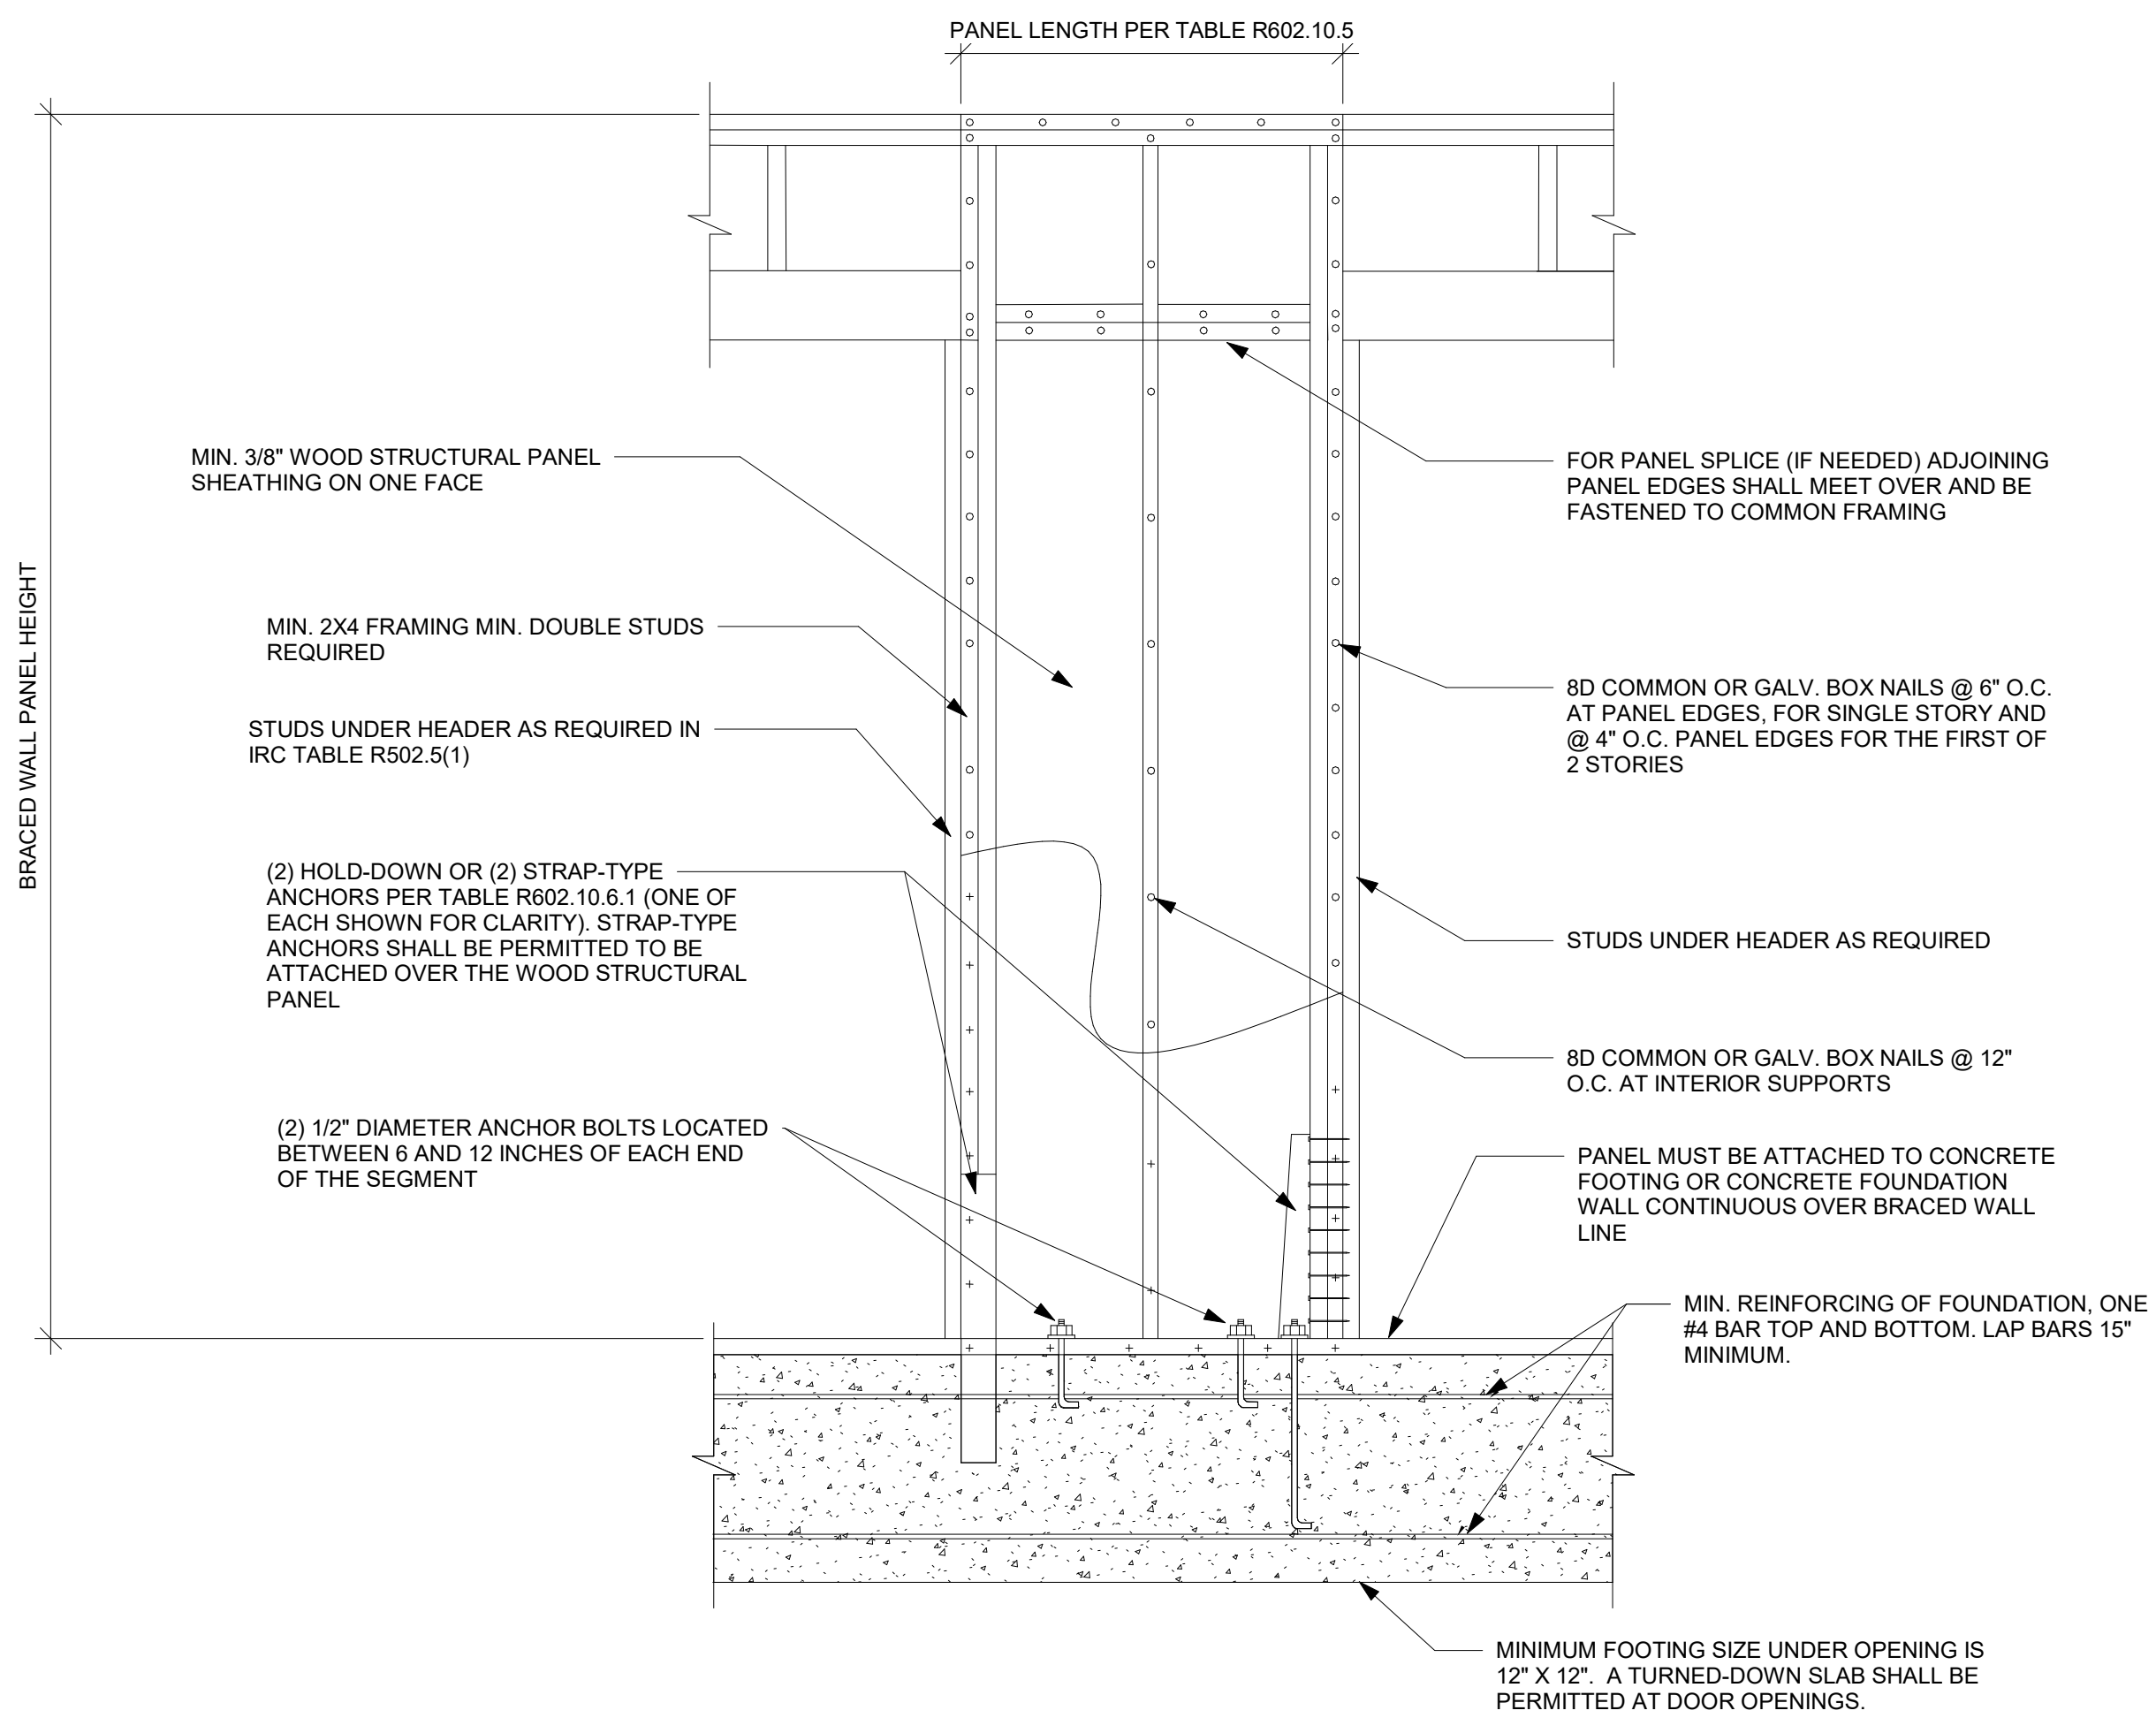 PANEL LENGTH PER TABLE R602.10.5
BRACED WALL PANEL HEIGHT
MIN. 3/8" WOOD STRUCTURAL PANEL
SHEATHING ON ONE FACE
MIN. 2X4 FRAMING MIN. DOUBLE STUDS
REQUIRED
STUDS UNDER HEADER AS REQUIRED IN
IRC TABLE R502.5(1)
(2) HOLD-DOWN OR (2) STRAP-TYPE
ANCHORS PER TABLE R602.10.6.1 (ONE OF
EACH SHOWN FOR CLARITY). STRAP-TYPE
ANCHORS SHALL BE PERMITTED TO BE
ATTACHED OVER THE WOOD STRUCTURAL
PANEL
(2) 1/2" DIAMETER ANCHOR BOLTS LOCATED
BETWEEN 6 AND 12 INCHES OF EACH END
OF THE SEGMENT
FOR PANEL SPLICE (IF NEEDED) ADJOINING
PANEL EDGES SHALL MEET OVER AND BE
FASTENED TO COMMON FRAMING
8D COMMON OR GALV. BOX NAILS @ 6" O.C.
AT PANEL EDGES, FOR SINGLE STORY AND
@ 4" O.C. PANEL EDGES FOR THE FIRST OF
2 STORIES
STUDS UNDER HEADER AS REQUIRED
8D COMMON OR GALV. BOX NAILS @ 12"
O.C. AT INTERIOR SUPPORTS
PANEL MUST BE ATTACHED TO CONCRETE
FOOTING OR CONCRETE FOUNDATION
WALL CONTINUOUS OVER BRACED WALL
LINE
MIN. REINFORCING OF FOUNDATION, ONE
#4 BAR TOP AND BOTTOM. LAP BARS 15"
MINIMUM.
MINIMUM FOOTING SIZE UNDER OPENING IS
12" X 12".  A TURNED-DOWN SLAB SHALL BE
PERMITTED AT DOOR OPENINGS.